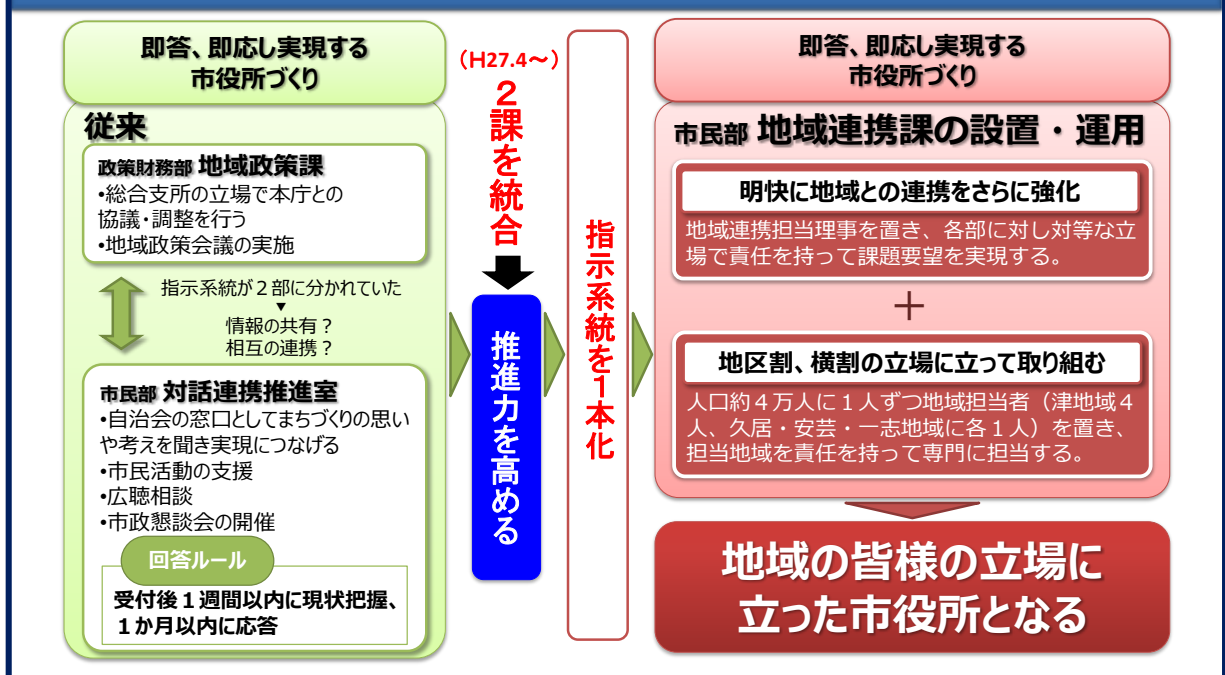 即答、即応し実現する
市役所づくり
従来
政策財務部 地域政策課
•総合支所の立場で本庁との
協議・調整を行う
•地域政策会議の実施
指示系統が２部に分かれていた
▼
情報の共有？
相互の連携？
市民部 対話連携推進室
•自治会の窓口としてまちづくりの思い
や考えを聞き実現につなげる
•市民活動の支援
•広聴相談
•市政懇談会の開催
回答ルール
受付後１週間以内に現状把握、
１か月以内に応答
（H27.4～）
２課を統合
推進力を高める
指示系統を１本化
即答、即応し実現する
市役所づくり
市民部 地域連携課の設置・運用
明快に地域との連携をさらに強化
地域連携担当理事を置き、各部に対し対等な立
場で責任を持って課題要望を実現する。
＋
地区割、横割の立場に立って取り組む
人口約４万人に１人ずつ地域担当者（津地域４
人、久居・安芸・一志地域に各１人）を置き、
担当地域を責任を持って専門に担当する。
地域の皆様の立場に
立った市役所となる